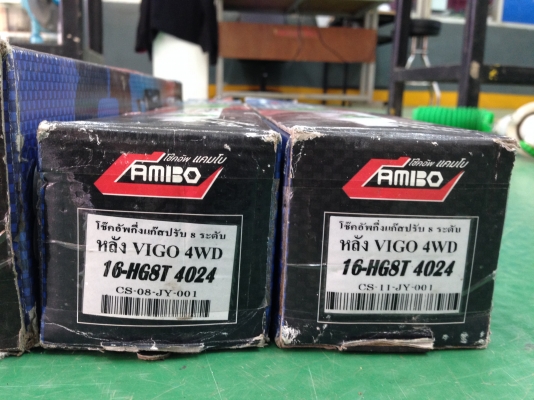 โช๊คอัพ แคมโบ
CAMBO
โช๊คอัพกึ่งแก๊สปรับ 8 ระดับ
หลัง VIGO 4WD
16-HG8T 4024
CS-08-JY-001
โช๊คอัพ แคมโบ
CAMBO
โช๊คอัพกึ่งแก๊สปรับ 8 ระดับ
หลัง VIGO 4WD
16-HG8T 4024
CS-11-JY-001